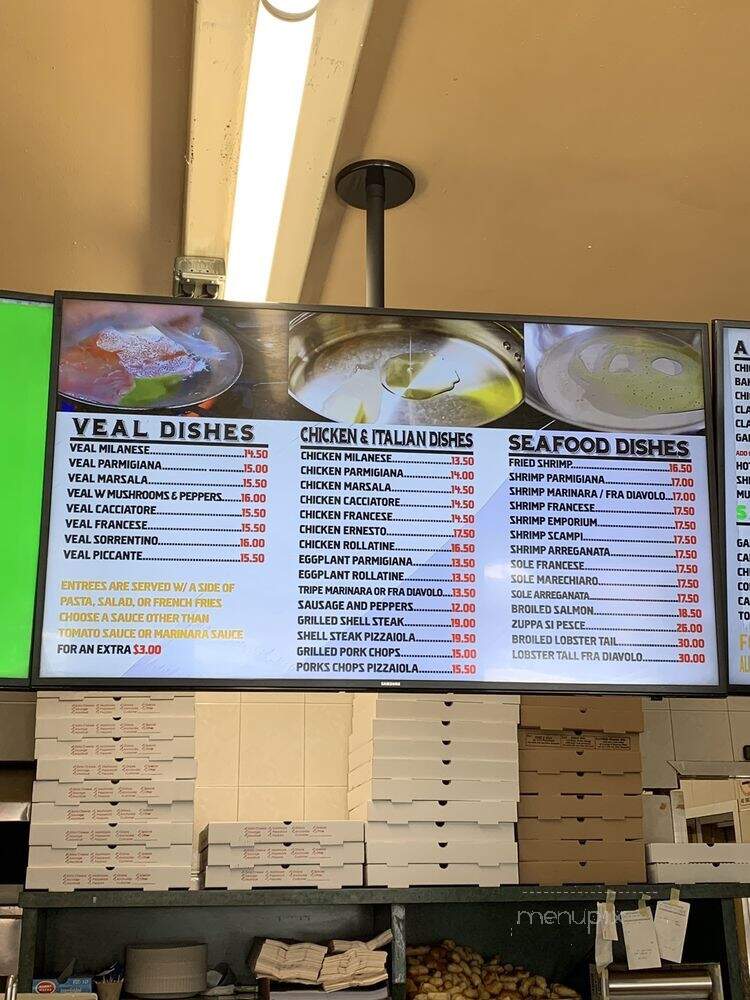 VEAL DISHES
VEAL MILANESE 14.50
VEAL PARMIGIANA 15.00
VEAL MARSALA 15.50
VEAL W MUSHROOMS & PEPPERS 16.00
VEAL CACCIATORE 15.50
VEAL FRANCESE 15.50
VEAL SORRENTINO 16.00
VEAL PICCANTE 15.50
ENTREES ARE SERVED W/ A SIDE OF
PASTA, SALAD, OR FRENCH FRIES
CHOOSE A SAUCE OTHER THAN
TOMATO SAUCE OR MARINARA SAUCE
FOR AN EXTRA $3.00
CHICKEN & ITALIAN DISHES
CHICKEN MILANESE 13.50
CHICKEN PARMIGIANA 14.00
CHICKEN MARSALA 14.50
CHICKEN CACCIATORE 14.50
CHICKEN FRANCESE 14.50
CHICKEN ERNESTO 17.50
CHICKEN ROLLATINE 16.50
EGGPLANT PARMIGIANA 13.50
EGGPLANT ROLLATINE 13.50
TRIPE MARINARA OR FRA DIAVOLO 13.50
SAUSAGE AND PEPPERS 12.00
GRILLED SHELL STEAK 19.00
SHELL STEAK PIZZAIOLA 19.50
GRILLED PORK CHOPS 15.00
PORKS CHOPS PIZZAIOLA 15.50
SEAFOOD DISHES
FRIED SHRIMP 16.50
SHRIMP PARMIGIANA 17.00
SHRIMP MARINARA / FRA DIAVOLO 17.00
SHRIMP FRANCESE 17.50
SHRIMP EMPORIUM 17.50
SHRIMP SCAMPI 17.50
SHRIMP ARREGANATA 17.50
SOLE FRANCESE 17.50
SOLE MARECHIARO 17.50
SOLE ARREGANATA 17.50
BROILED SALMON 18.50
ZUPPA SI PESCE 26.00
BROILED LOBSTER TAIL 30.00
LOBSTER TALL FRA DIAVOLO 30.00
SAMSUNG